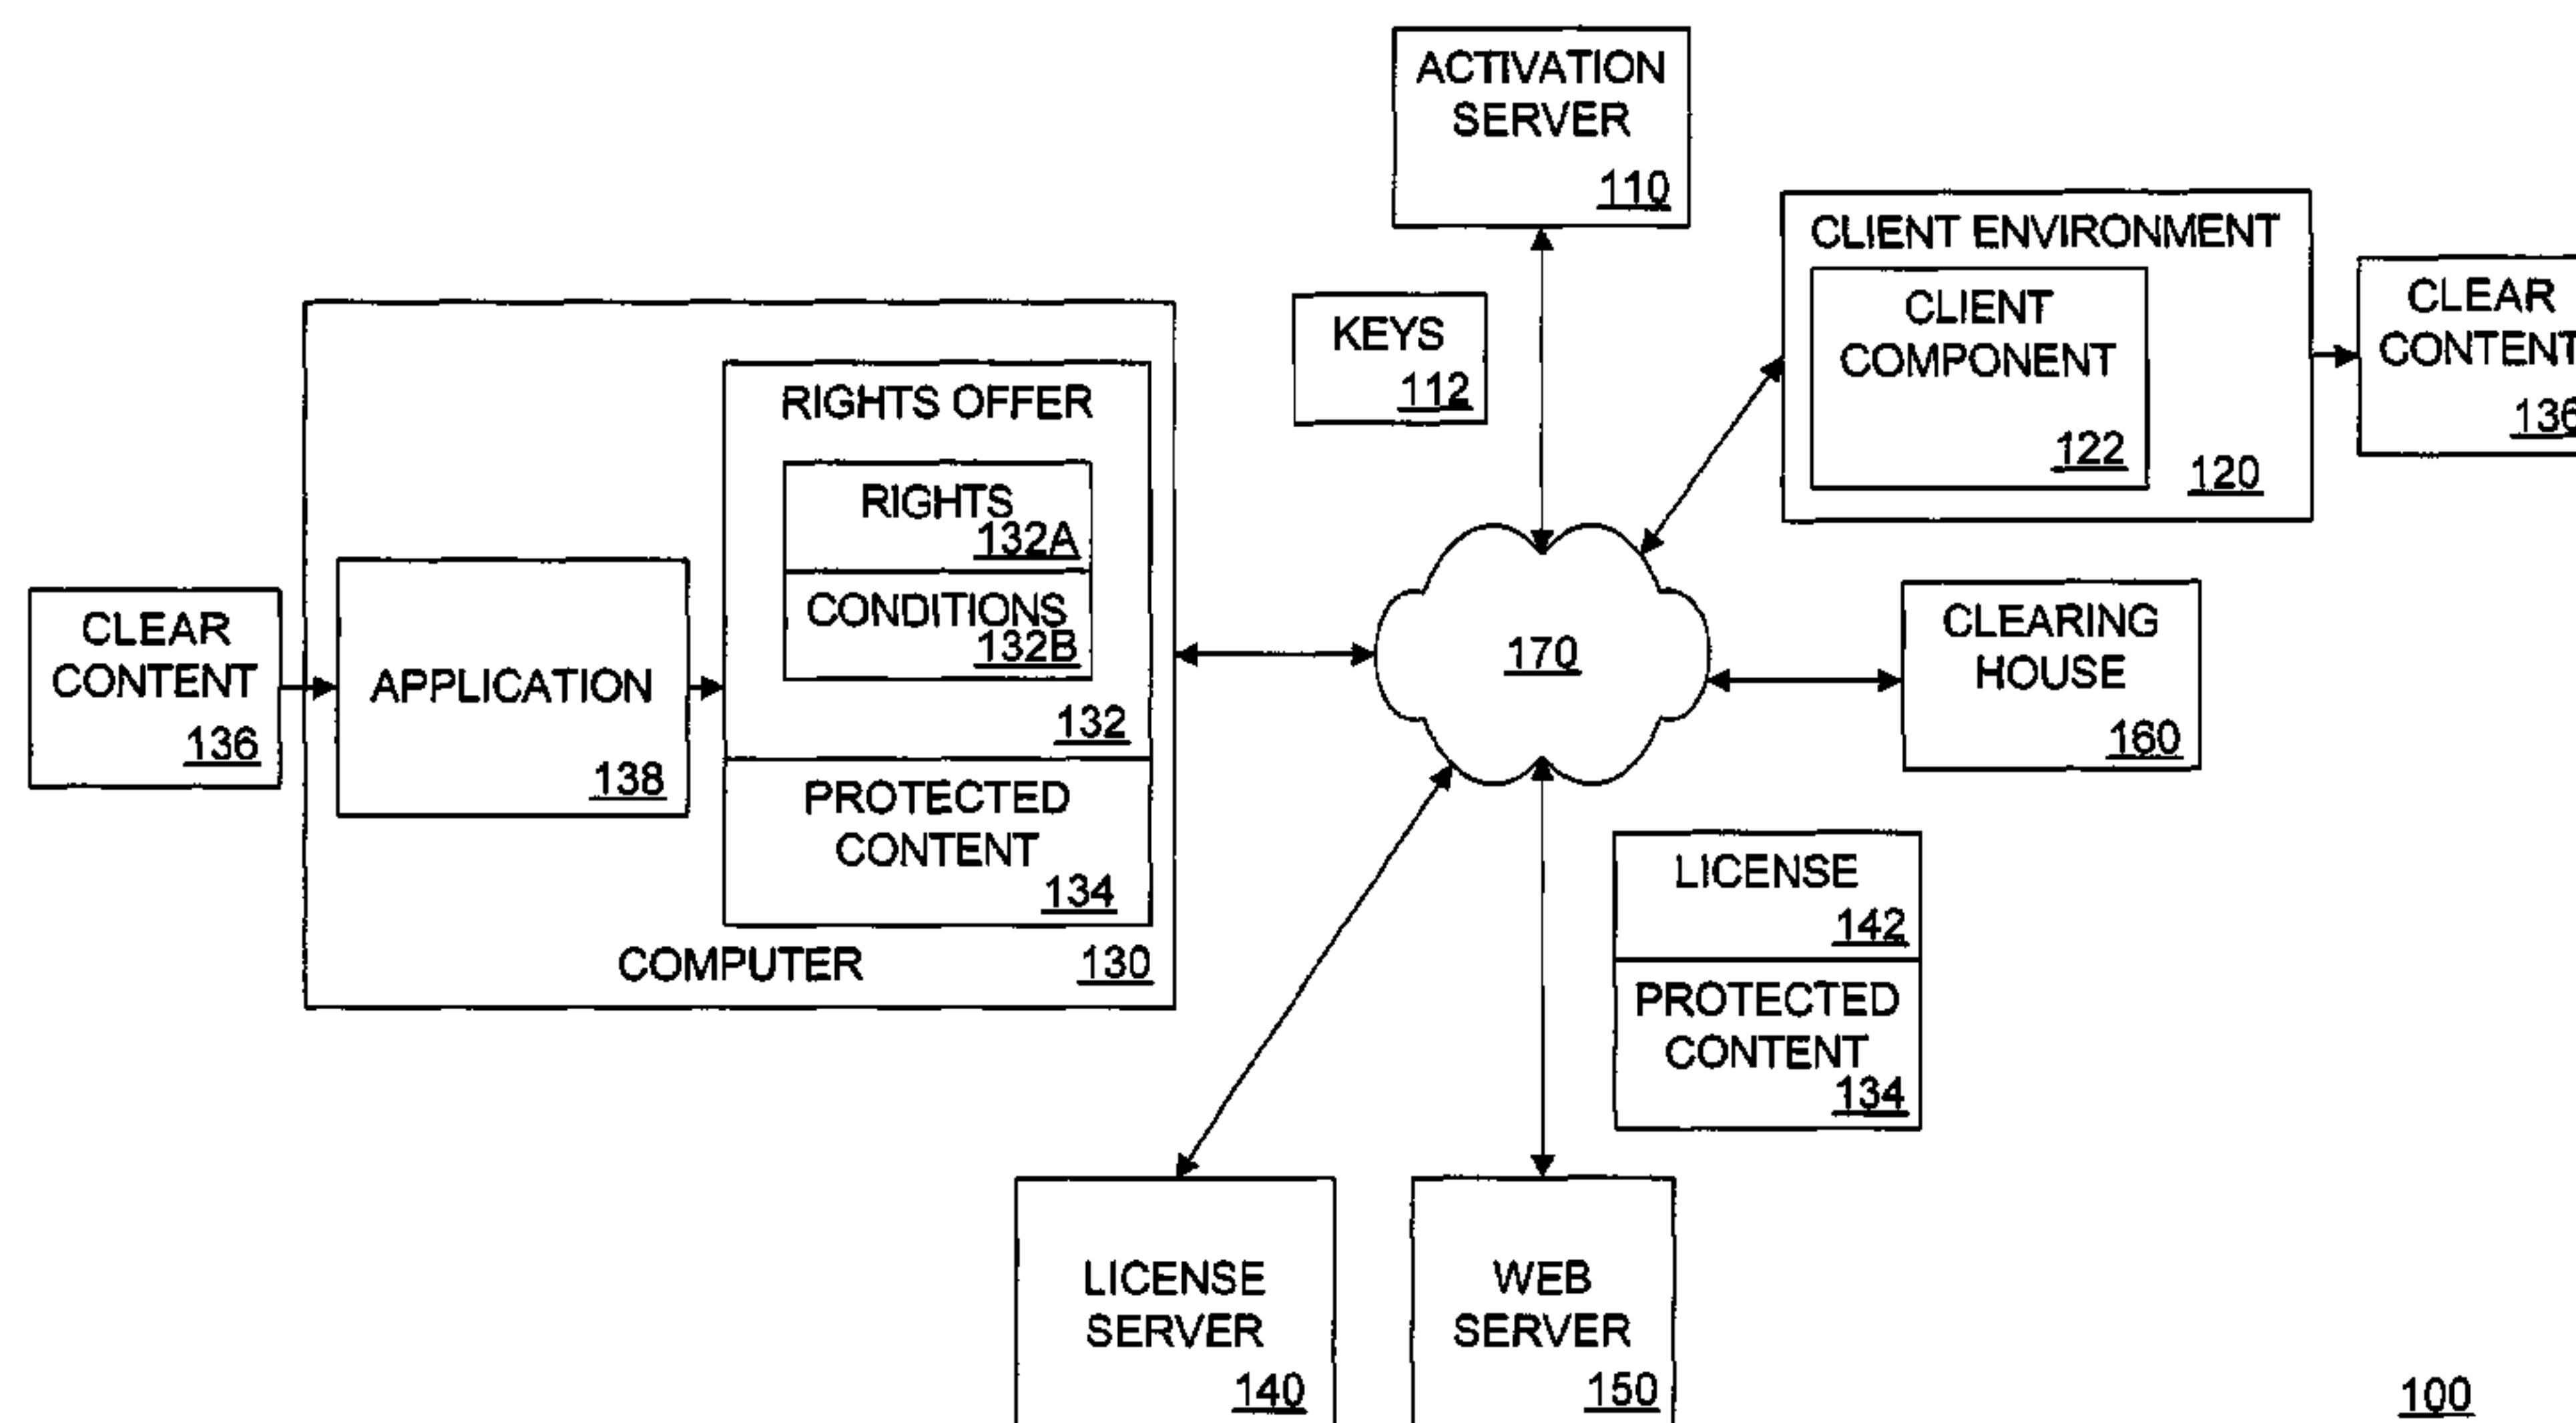 ACTIVATION
SERVER
110
KEYS
112
CLIENT ENVIRONMENT
CLIENT
COMPONENT
122
120
CLEAR
CONTENT
136
RIGHTS OFFER
RIGHTS
132A
CONDITIONS
132B
132
CLEAR
CONTENT
136
APPLICATION
138
PROTECTED
CONTENT
134
COMPUTER
130
170
CLEARING
HOUSE
160
LICENSE
142
PROTECTED
CONTENT
134
LICENSE
SERVER
140
WEB
SERVER
150
100